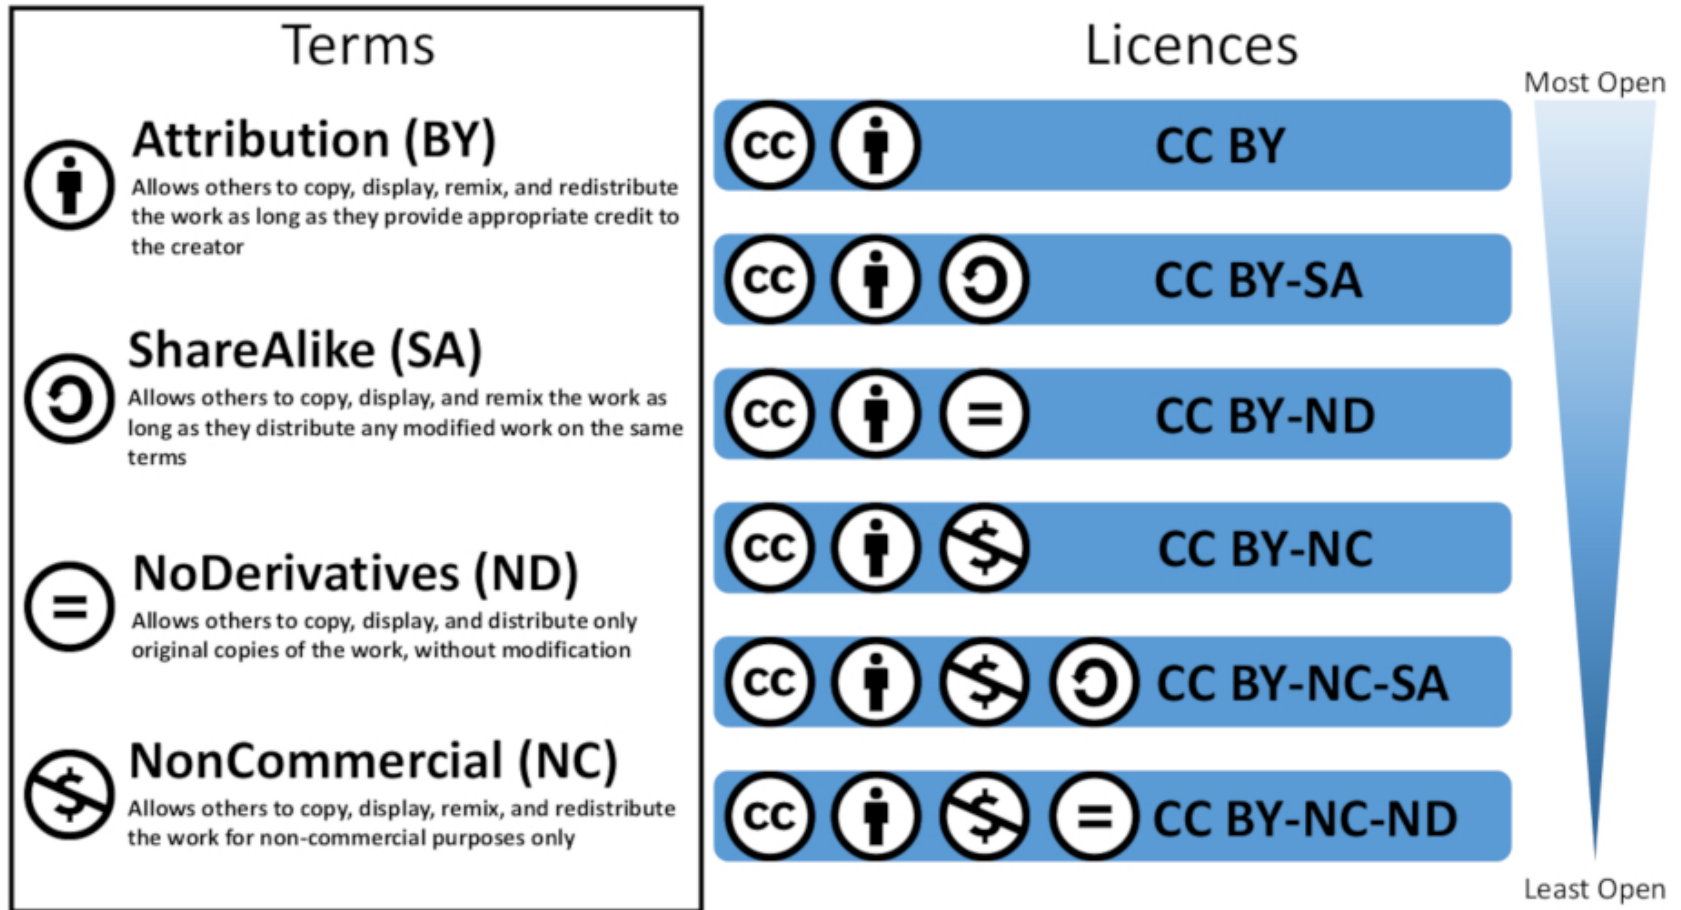 Terms
Attribution (BY)
Allows others to copy, display, remix, and redistribute
the work as long as they provide appropriate credit to
the creator
ShareAlike (SA)
Allows others to copy, display, and remix the work as
long as they distribute any modified work on the same
terms
=
NoDerivatives (ND)
Allows others to copy, display, and distribute only
original copies of the work, without modification
$
NonCommercial (NC)
Allows others to copy, display, remix, and redistribute
the work for non-commercial purposes only
Licences
cc CC BY
cc CC BY-SA
cc = CC BY-ND
cc $ CC BY-NC
cc $ CC BY-NC-SA
cc $ = CC BY-NC-ND
Most Open
Least Open